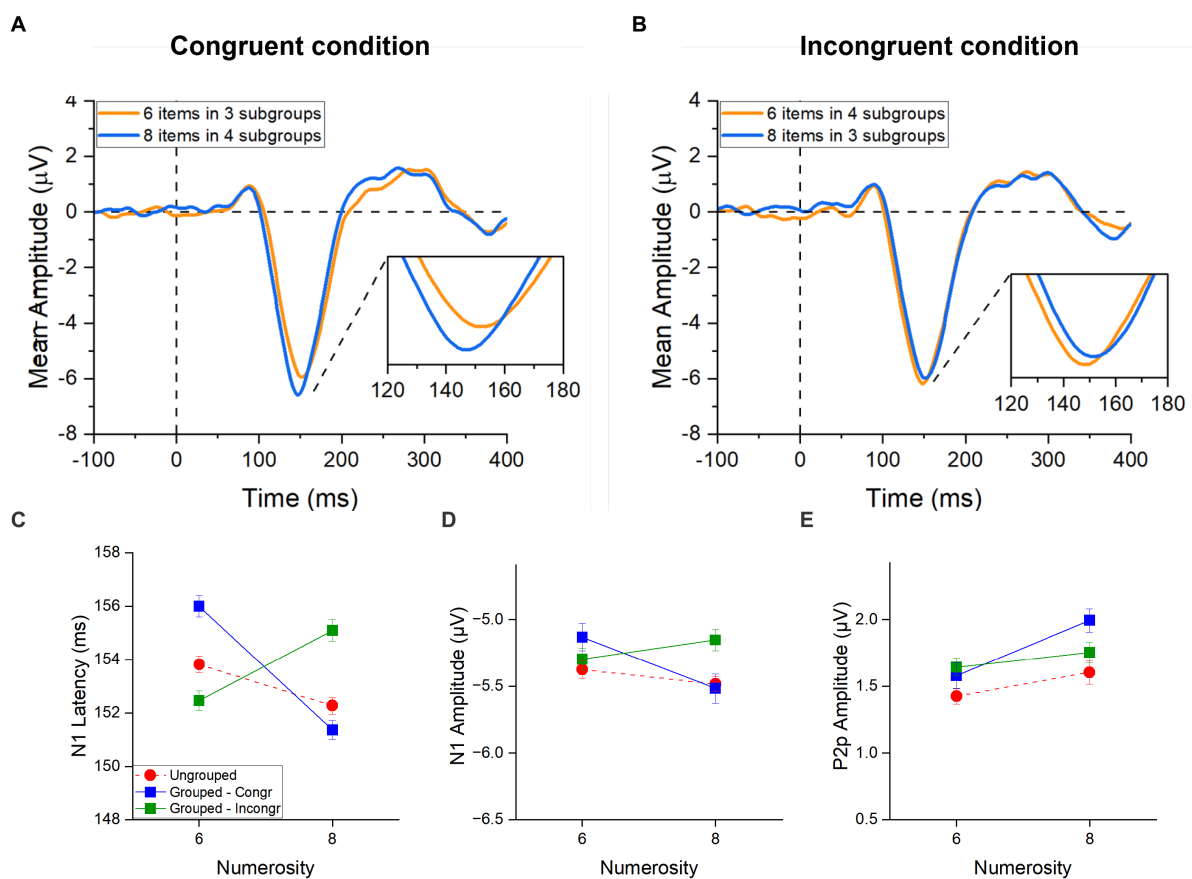 A
Congruent condition
4
2
0
-2
-4
-6
-8
Mean Amplitude (µV)
6 items in 3 subgroups
8 items in 4 subgroups
120 140 160 180
-100 0 100 200 300 400
Time (ms)
B
Incongruent condition
4
2
0
-2
-4
-6
-8
Mean Amplitude (µV)
6 items in 4 subgroups
8 items in 3 subgroups
120 140 160 180
-100 0 100 200 300 400
Time (ms)
C
158
156
154
152
150
148
N1 Latency (ms)
Ungrouped
Grouped - Congr
Grouped - Incongr
6 8
Numerosity
D
−5.0
−5.5
−6.0
−6.5
N1 Amplitude (µV)
6 8
Numerosity
E
2.0
1.5
1.0
0.5
P2p Amplitude (µV)
6 8
Numerosity